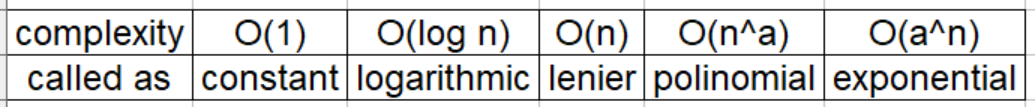 complexity O(1) O(log n) O(n) O(n^a) O(a^n)
called as constant logarithmic lenier polinomial exponential